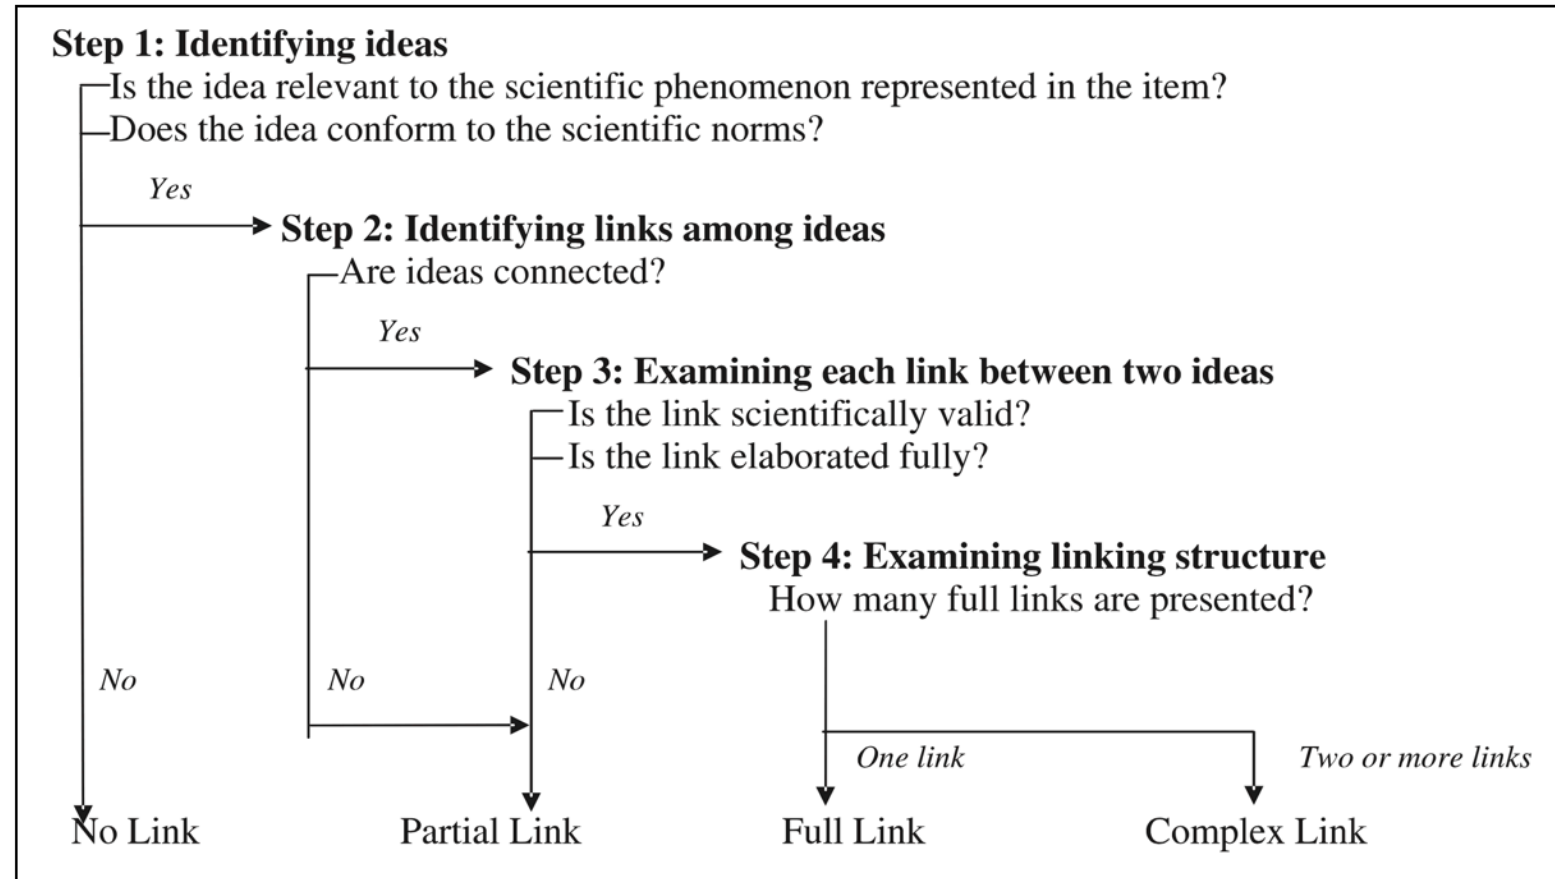 Step 1: Identifying ideas
Is the idea relevant to the scientific phenomenon represented in the item?
Does the idea conform to the scientific norms?
Yes
Step 2: Identifying links among ideas
Are ideas connected?
Yes
Step 3: Examining each link between two ideas
Is the link scientifically valid?
Is the link elaborated fully?
Yes
Step 4: Examining linking structure
How many full links are presented?
No
No
No
One link
Two or more links
No Link
Partial Link
Full Link
Complex Link